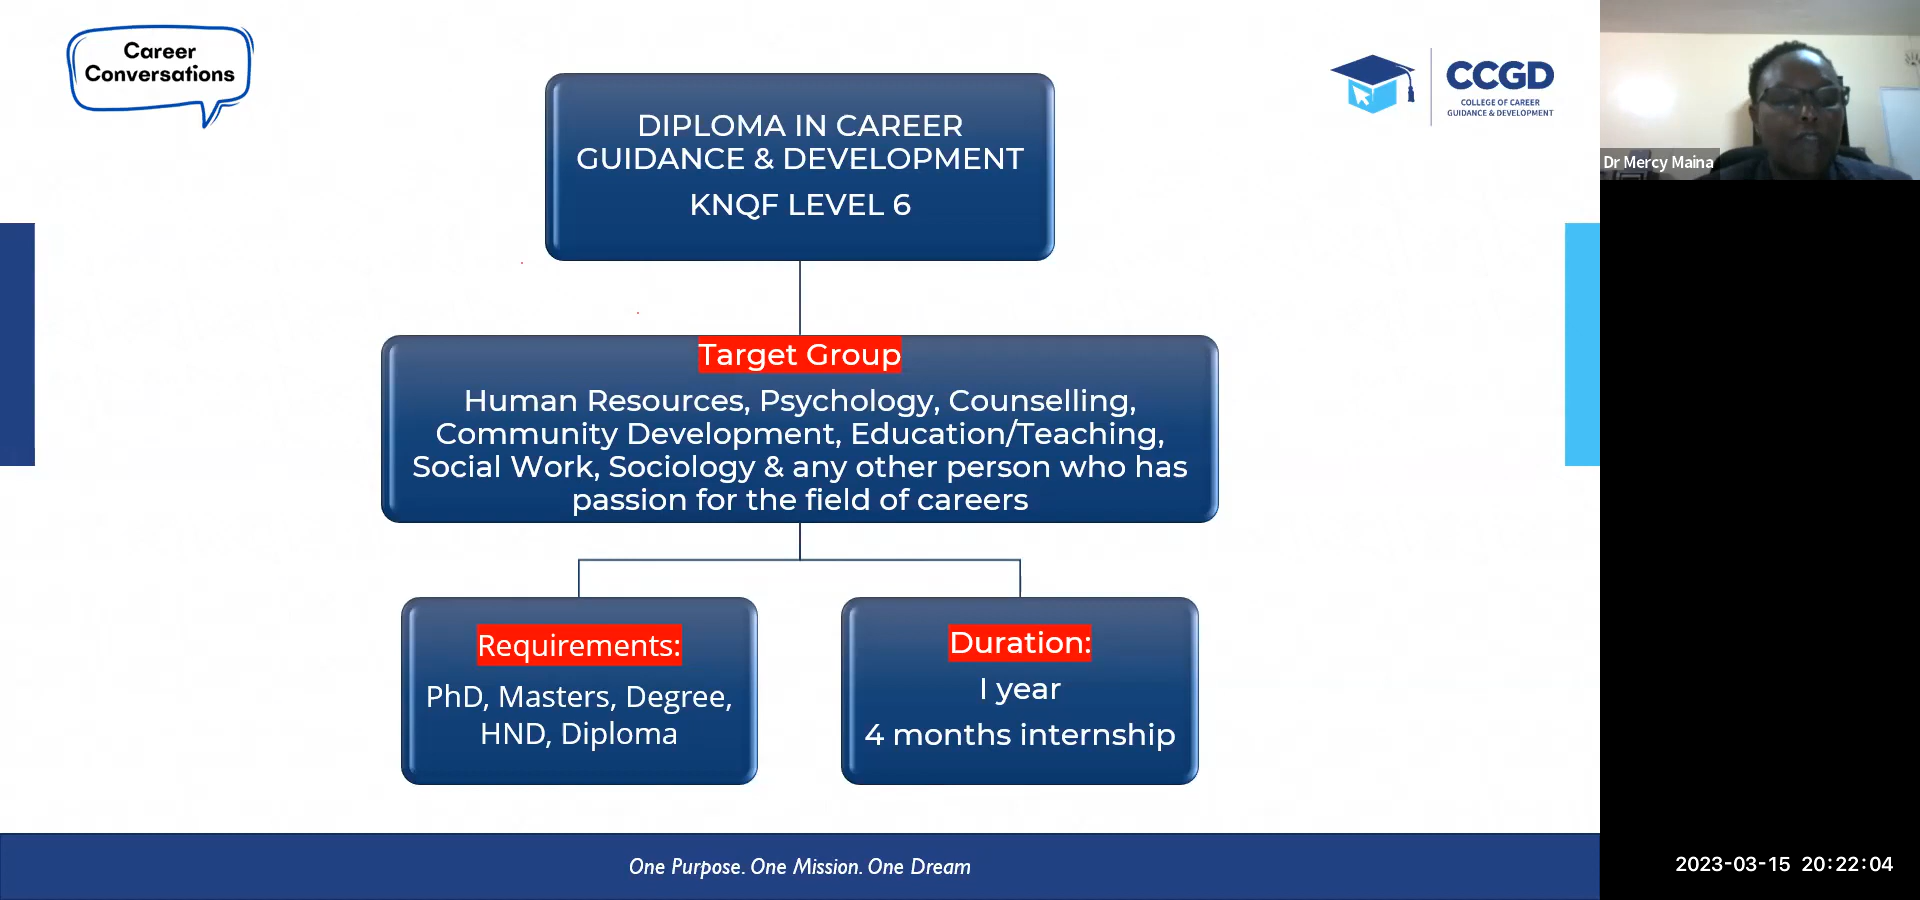 Career
Conversations
CCGD
COLLEGE OF CAREER
GUIDANCE & DEVELOPMENT
DIPLOMA IN CAREER
GUIDANCE & DEVELOPMENT
KNQF LEVEL 6
Dr Mercy Maina
Target Group
Human Resources, Psychology, Counselling,
Community Development, Education/Teaching,
Social Work, Sociology & any other person who has
passion for the field of careers
Requirements:
PhD, Masters, Degree,
HND, Diploma
Duration:
I year
4 months internship
One Purpose. One Mission. One Dream
2023-03-15 20:22:04